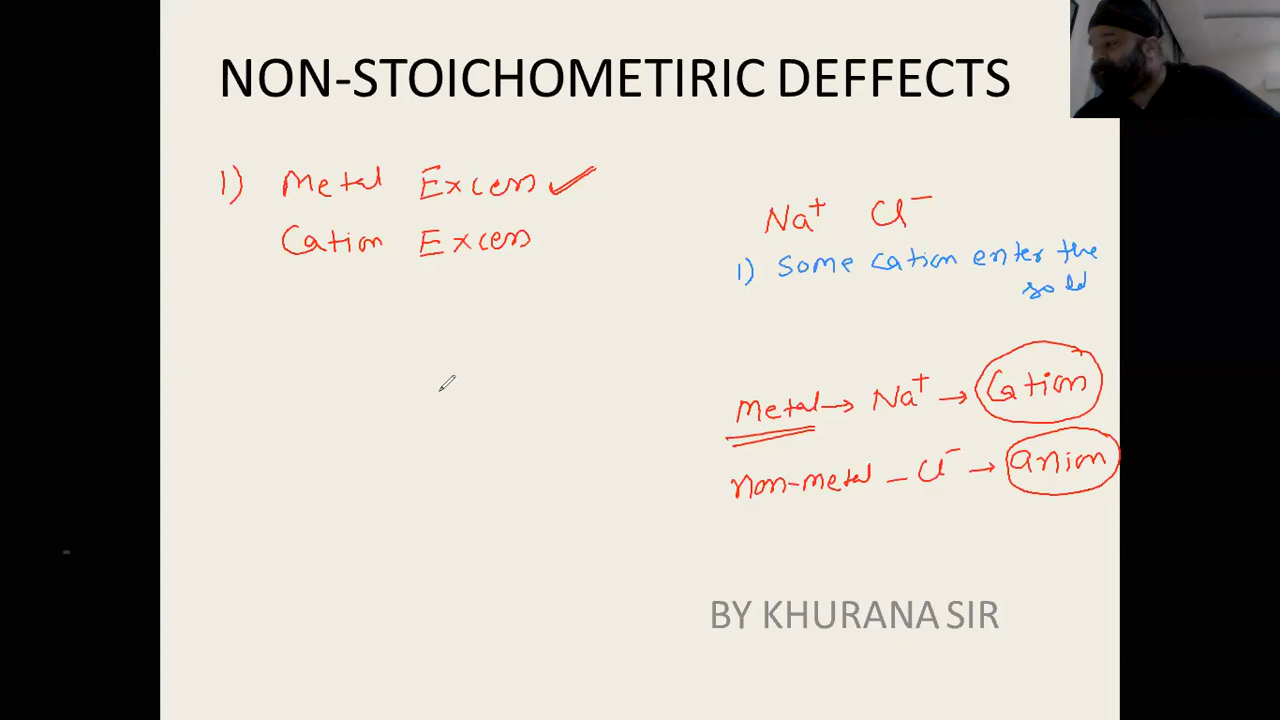 NON-STOICHOMETIRIC DEFFECTS
1) Metal Excess
Cation Excess
Na+ Cl-
1) Some cation enter the
solid
Metal → Na+ → Cation
non-metal - Cl- → anion
BY KHURANA SIR